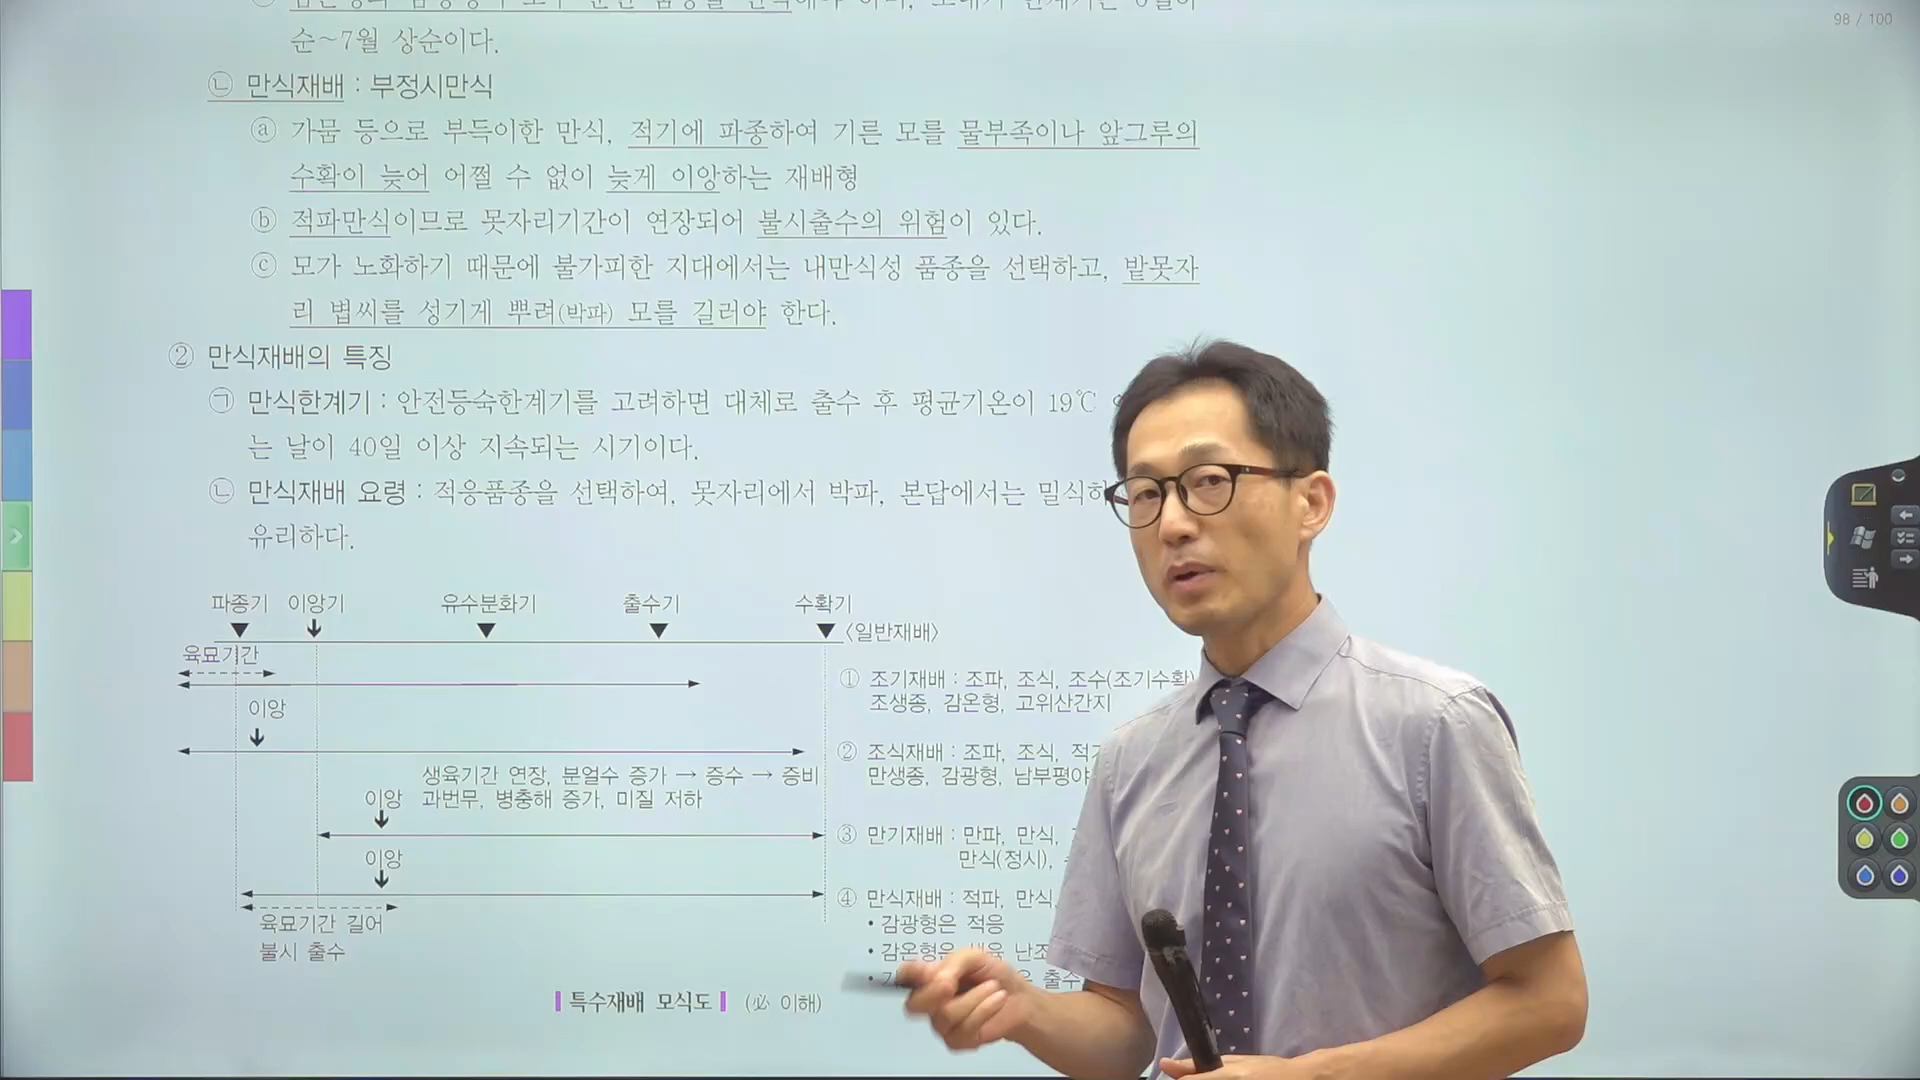 98 / 100
순~7월 상순이다.
㉡ 만식재배 : 부정시만식
ⓐ 가뭄 등으로 부득이한 만식, 적기에 파종하여 기른 모를 물부족이나 앞그루의
수확이 늦어 어쩔 수 없이 늦게 이앙하는 재배형
ⓑ 적파만식이므로 못자리기간이 연장되어 불시출수의 위험이 있다.
ⓒ 모가 노화하기 때문에 불가피한 지대에서는 내만식성 품종을 선택하고, 밭못자
리 볍씨를 성기게 뿌려(박파) 모를 길러야 한다.
② 만식재배의 특징
㉠ 만식한계기 : 안전등숙한계기를 고려하면 대체로 출수 후 평균기온이 19℃
는 날이 40일 이상 지속되는 시기이다.
㉡ 만식재배 요령 : 적응품종을 선택하여, 못자리에서 박파, 본답에서는 밀식하
유리하다.
파종기 이앙기 유수분화기 출수기 수확기
〈일반재배〉
육묘기간
① 조기재배 : 조파, 조식, 조수(조기수확)
조생종, 감온형, 고위산간지
이앙
② 조식재배 : 조파, 조식,
만생종, 감광형, 남부평야
생육기간 연장, 분얼수 증가 → 증수 → 증비
이앙 과번무, 병충해 증가, 미질 저하
③ 만기재배 : 만파, 만식,
만식(정시),
이앙
④ 만식재배 : 적파, 만식
• 감광형은 적응
육묘기간 길어
• 감온형은 생육 난조
불시 출수
출수
특수재배 모식도 (必 이해)